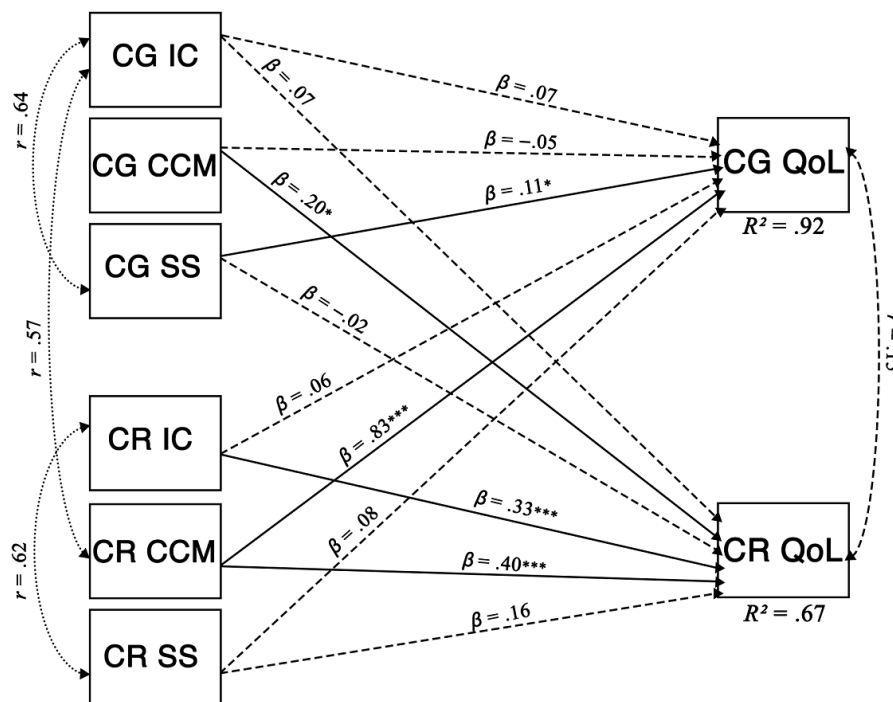 CG IC
CG CCM
CG SS
CR IC
CR CCM
CR SS
r = .64
r = .57
r = .62
β = .07
β = .07
β = −.05
β = .20*
β = .11*
β = −.02
β = .06
β = .33***
β = .83***
β = .40***
β = .08
β = .16
CG QoL
R² = .92
CR QoL
R² = .67